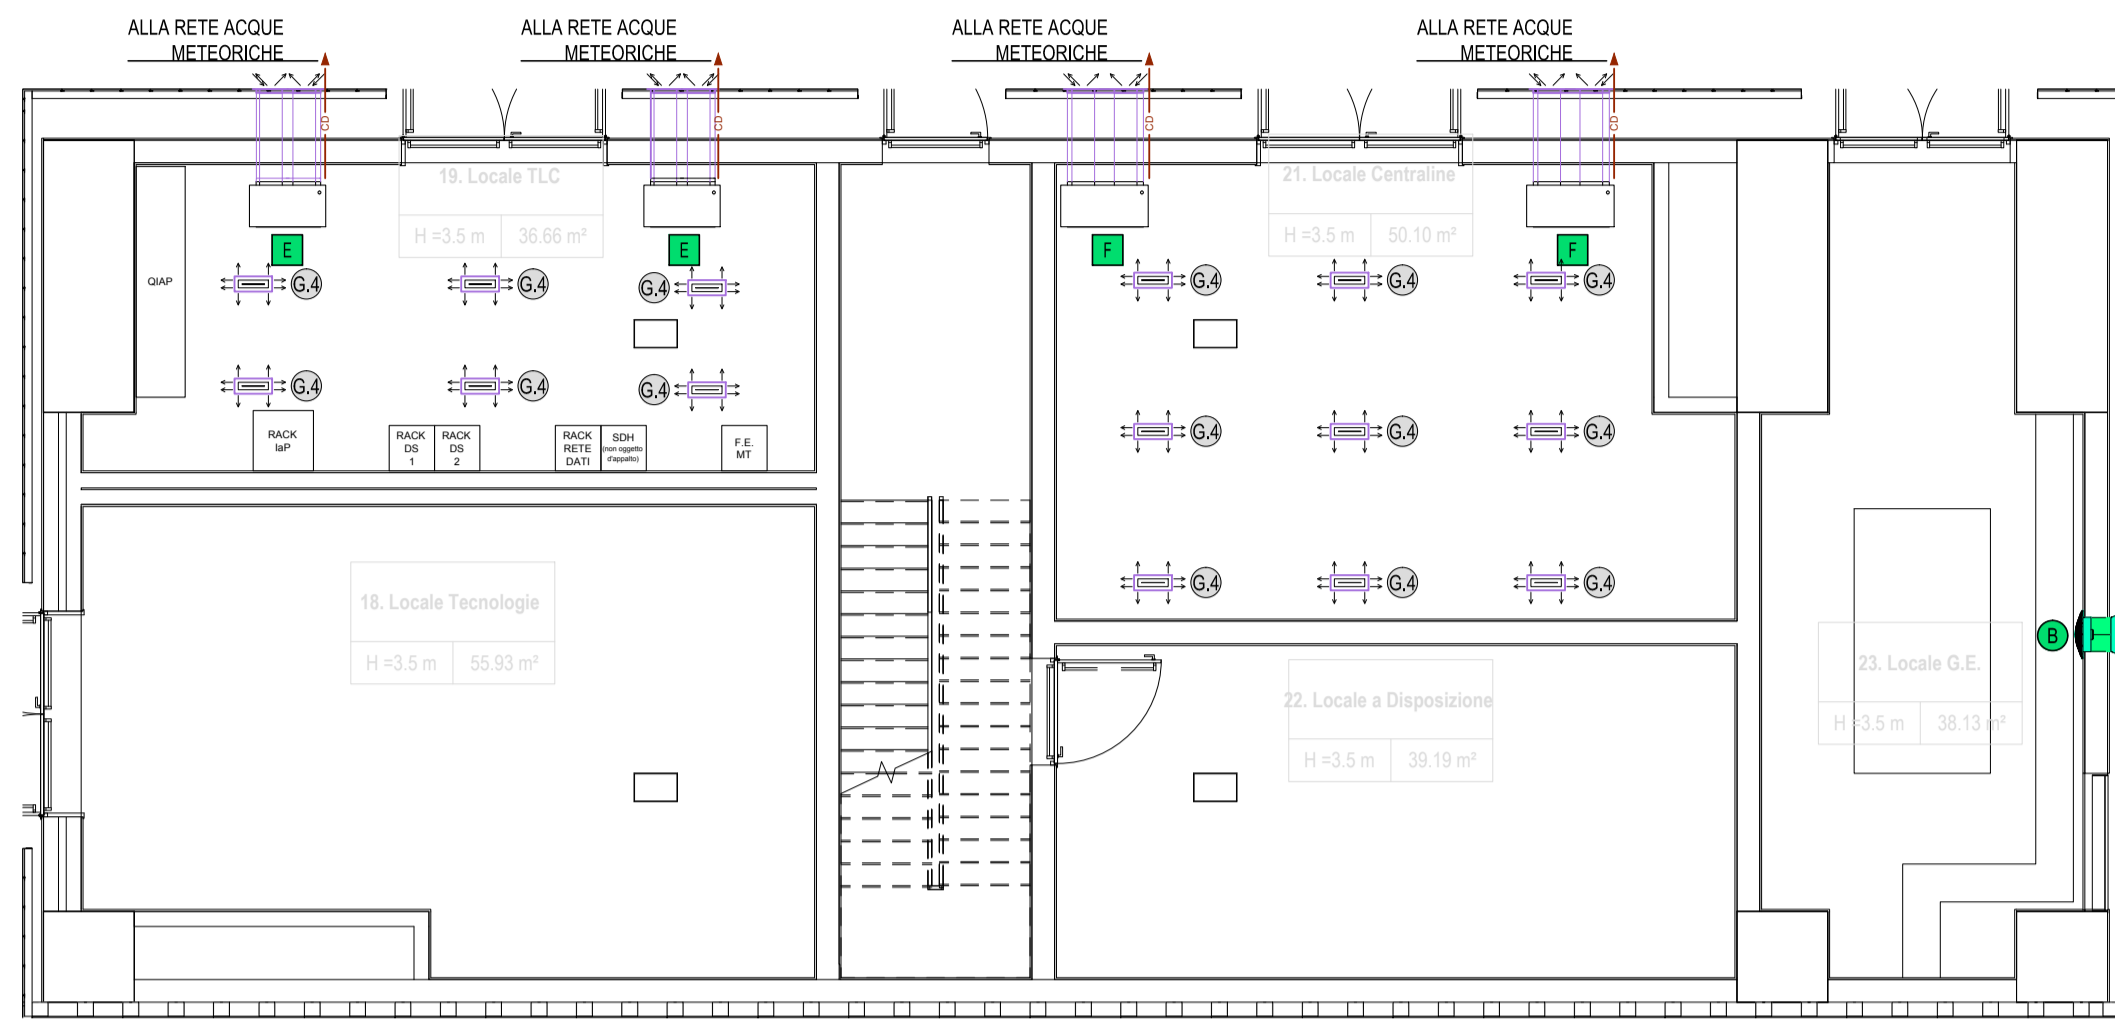 ALLA RETE ACQUE
METEORICHE
ALLA RETE ACQUE
METEORICHE
ALLA RETE ACQUE
METEORICHE
ALLA RETE ACQUE
METEORICHE
CD
CD
CD
CD
19. Locale TLC
H =3.5 m
36.66 m²
21. Locale Centraline
H =3.5 m
50.10 m²
E
E
F
F
QIAP
G.4
G.4
G.4
G.4
G.4
G.4
G.4
G.4
G.4
G.4
G.4
G.4
RACK
IaP
RACK
DS
1
RACK
DS
2
RACK
RETE
DATI
SDH
(non oggetto
d'appalto)
F.E.
MT
G.4
G.4
G.4
18. Locale Tecnologie
H =3.5 m
55.93 m²
B
22. Locale a Disposizione
H =3.5 m
39.19 m²
23. Locale G.E.
H =3.5 m
38.13 m²